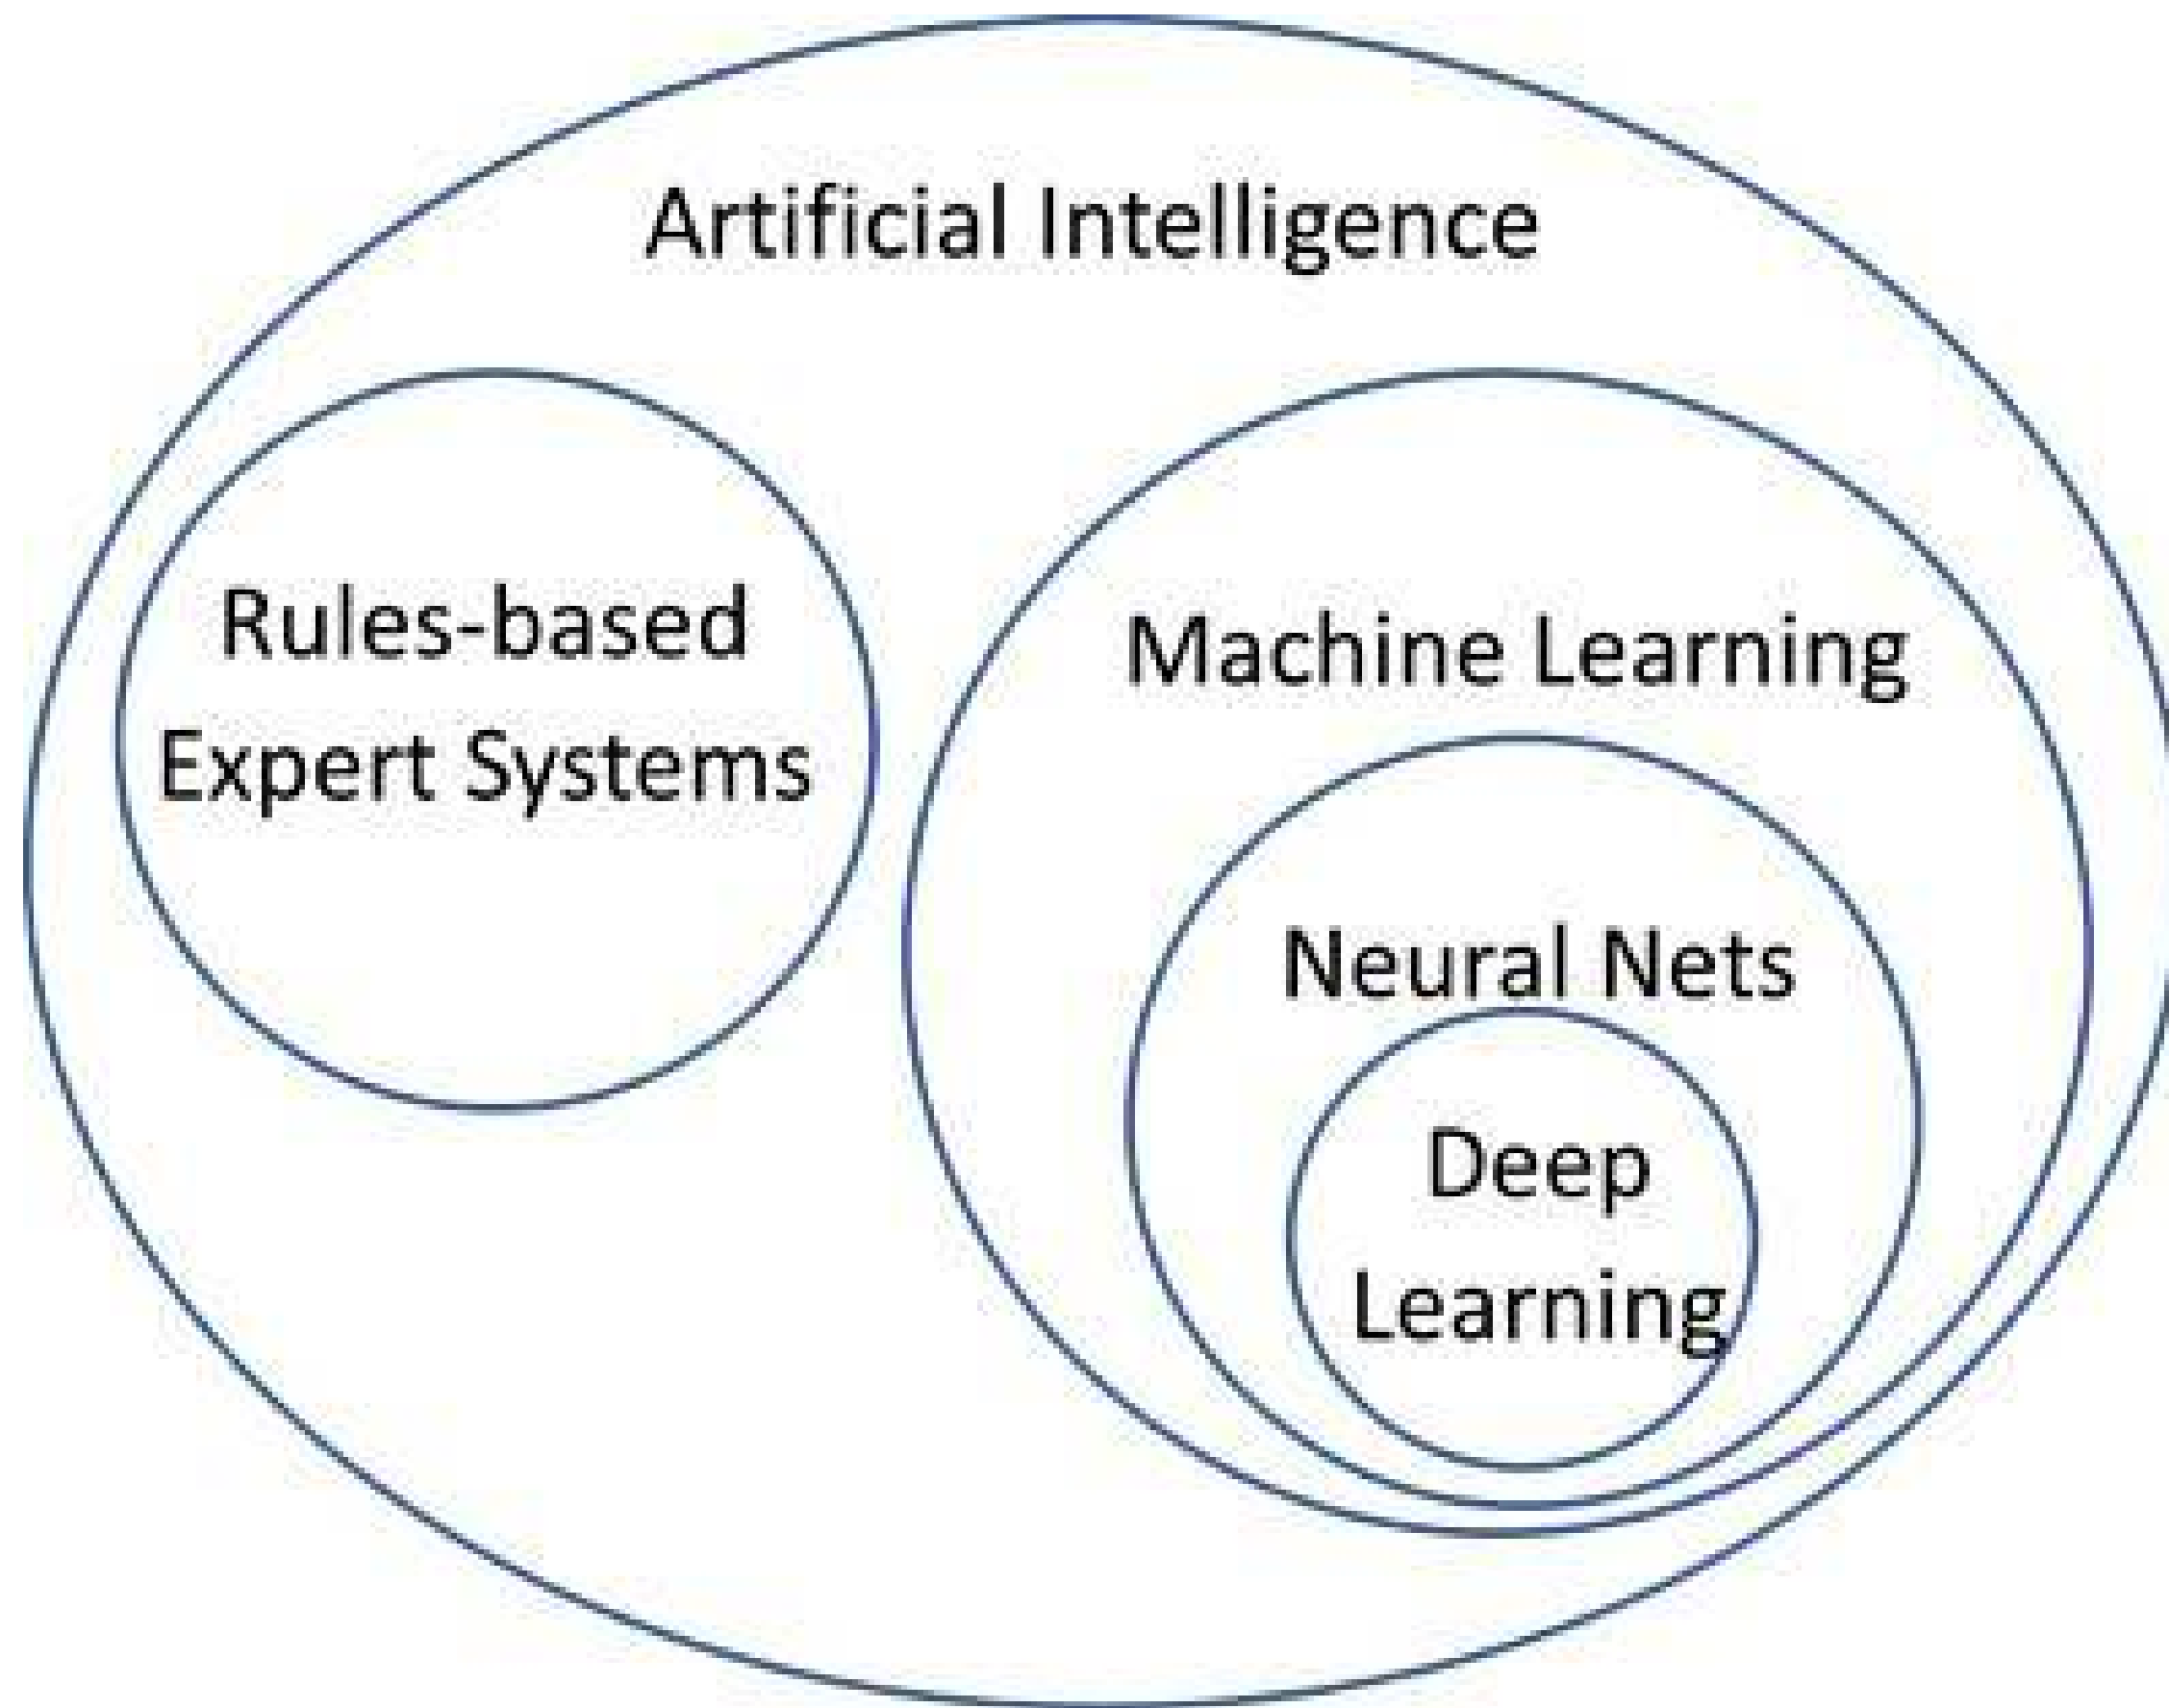 Artificial Intelligence
Rules-based
Expert Systems
Machine Learning
Neural Nets
Deep
Learning